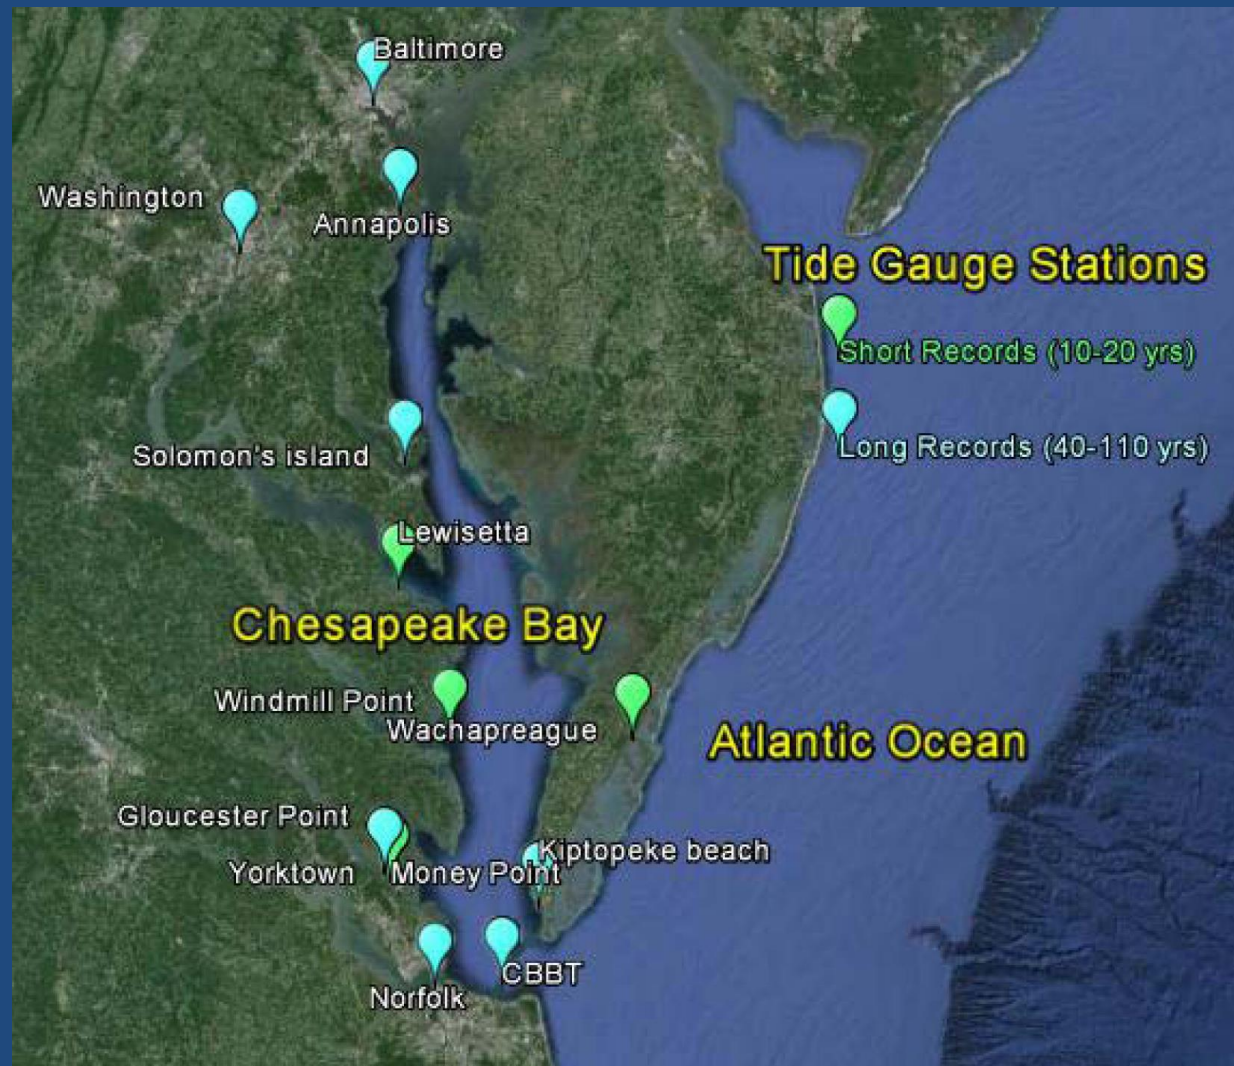 Baltimore
Washington
Annapolis
Tide Gauge Stations
Short Records (10-20 yrs)
Long Records (40-110 yrs)
Solomon's island
Lewisetta
Chesapeake Bay
Windmill Point
Wachapreague
Atlantic Ocean
Gloucester Point
Kiptopeke beach
Yorktown
Money Point
CBBT
Norfolk